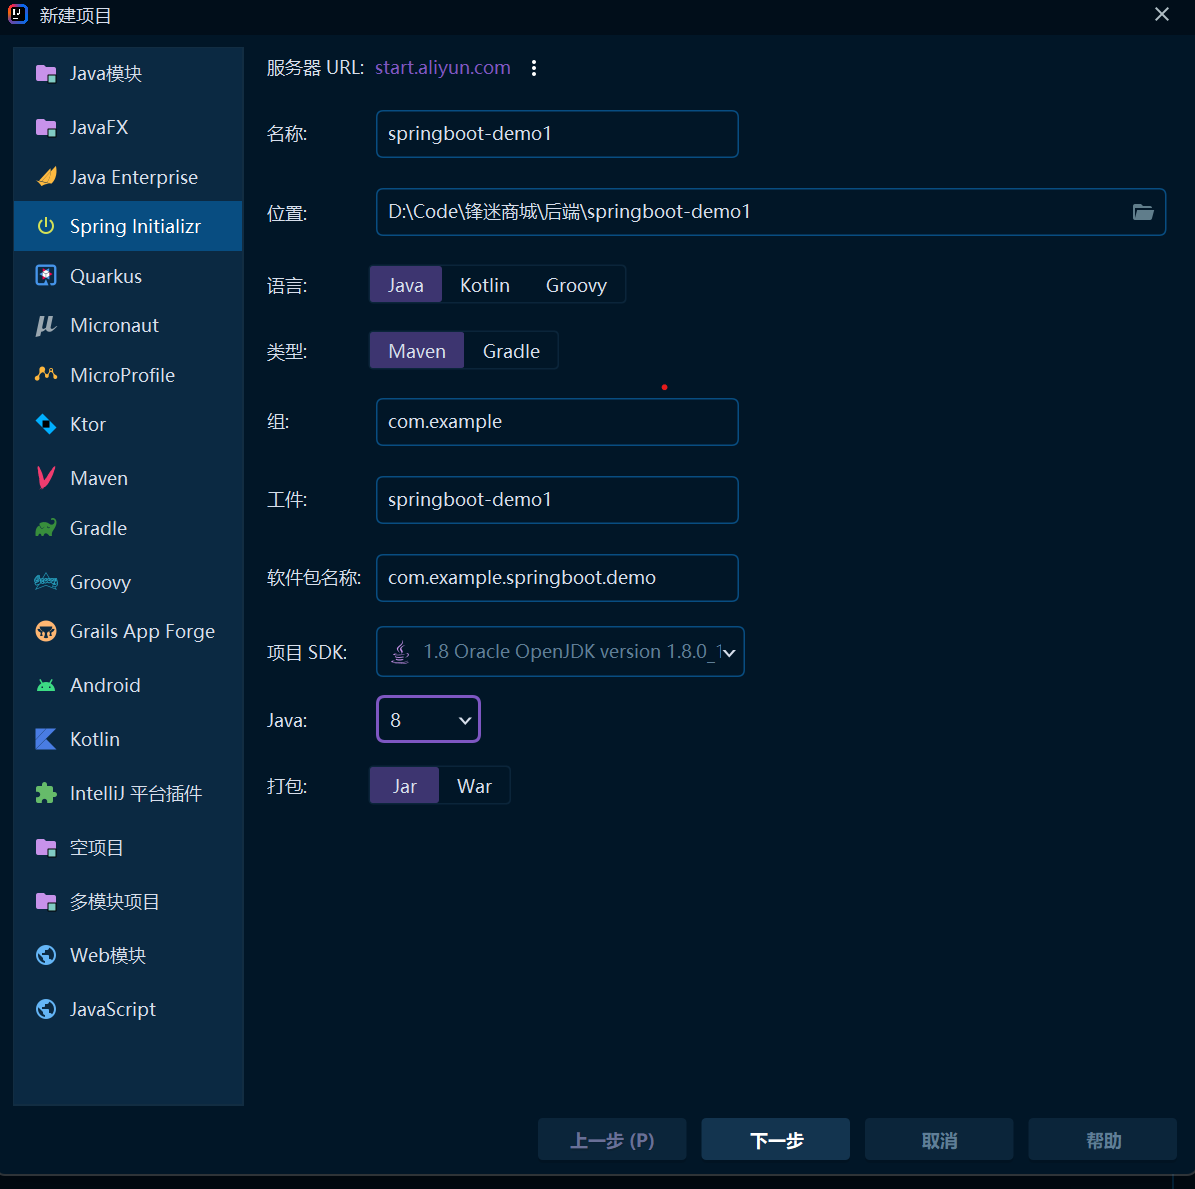 新建项目
Java模块
JavaFX
Java Enterprise
Spring Initializr
Quarkus
Micronaut
MicroProfile
Ktor
Maven
Gradle
Groovy
Grails App Forge
Android
Kotlin
IntelliJ 平台插件
空项目
多模块项目
Web模块
JavaScript
服务器 URL: start.aliyun.com
名称: springboot-demo1
位置: D:\Code\锋迷商城\后端\springboot-demo1
语言: Java Kotlin Groovy
类型: Maven Gradle
组: com.example
工件: springboot-demo1
软件包名称: com.example.springboot.demo
项目 SDK: 1.8 Oracle OpenJDK version 1.8.0_
Java: 8
打包: Jar War
上一步 (P) 下一步 取消 帮助